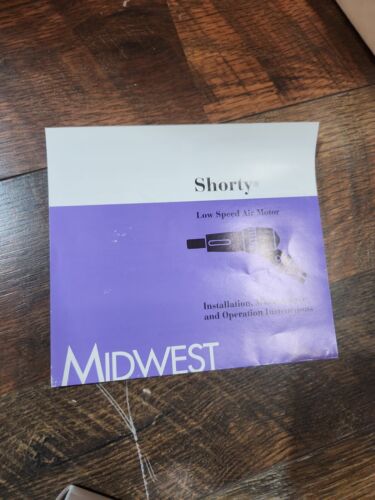 Shorty®
Low Speed Air Motor
Installation,
and Operation Instructions
MIDWEST